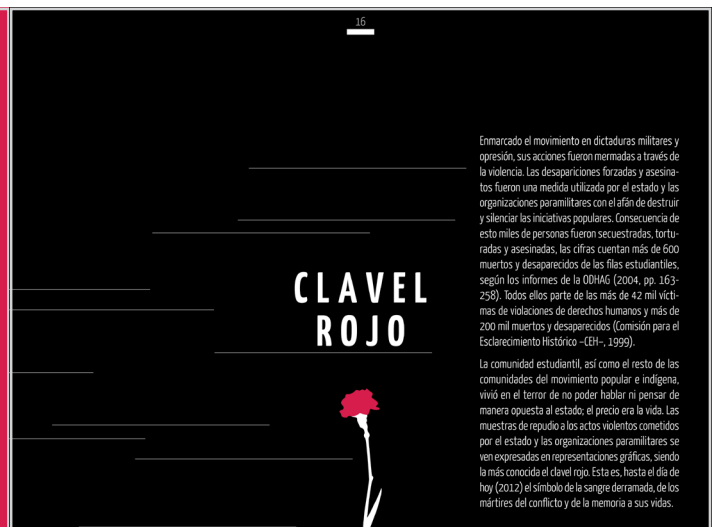 16
CLAVEL
ROJO
Enmarcado el movimiento en dictaduras militares y
opresión, sus acciones fueron mermadas a través de
la violencia. Las desapariciones forzadas y asesina-
tos fueron una medida utilizada por el estado y las
organizaciones paramilitares con el afán de destruir
y silenciar las iniciativas populares. Consecuencia de
esto miles de personas fueron secuestradas, tortu-
radas y asesinadas, las cifras cuentan más de 600
muertos y desaparecidos de las filas estudiantiles,
según los informes de la ODHAG (2004, pp. 163-
258). Todos ellos parte de las más de 42 mil vícti-
mas de violaciones de derechos humanos y más de
200 mil muertos y desaparecidos (Comisión para el
Esclarecimiento Histórico –CEH–, 1999).
La comunidad estudiantil, así como el resto de las
comunidades del movimiento popular e indígena,
vivió en el terror de no poder hablar ni pensar de
manera opuesta al estado; el precio era la vida. Las
muestras de repudio a los actos violentos cometidos
por el estado y las organizaciones paramilitares se
ven expresadas en representaciones gráficas, siendo
la más conocida el clavel rojo. Esta es, hasta el día de
hoy (2012) el símbolo de la sangre derramada, de los
mártires del conflicto y de la memoria a sus vidas.